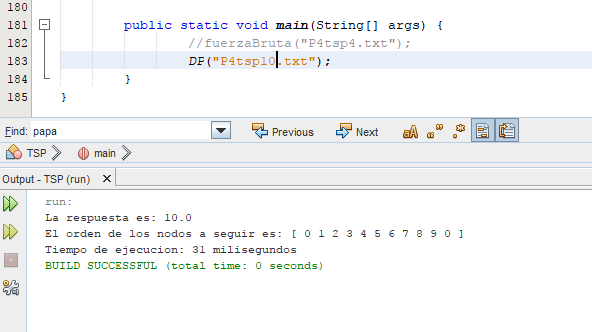 180
181 public static void main(String[] args) {
182 //fuerzaBruta("P4tsp4.txt");
183 DP("P4tsp10.txt");
184 }
185 }
Find: papa Previous Next aA
TSP main
Output - TSP (run) X
run:
La respuesta es: 10.0
El orden de los nodos a seguir es: [ 0 1 2 3 4 5 6 7 8 9 0 ]
Tiempo de ejecucion: 31 milisegundos
BUILD SUCCESSFUL (total time: 0 seconds)